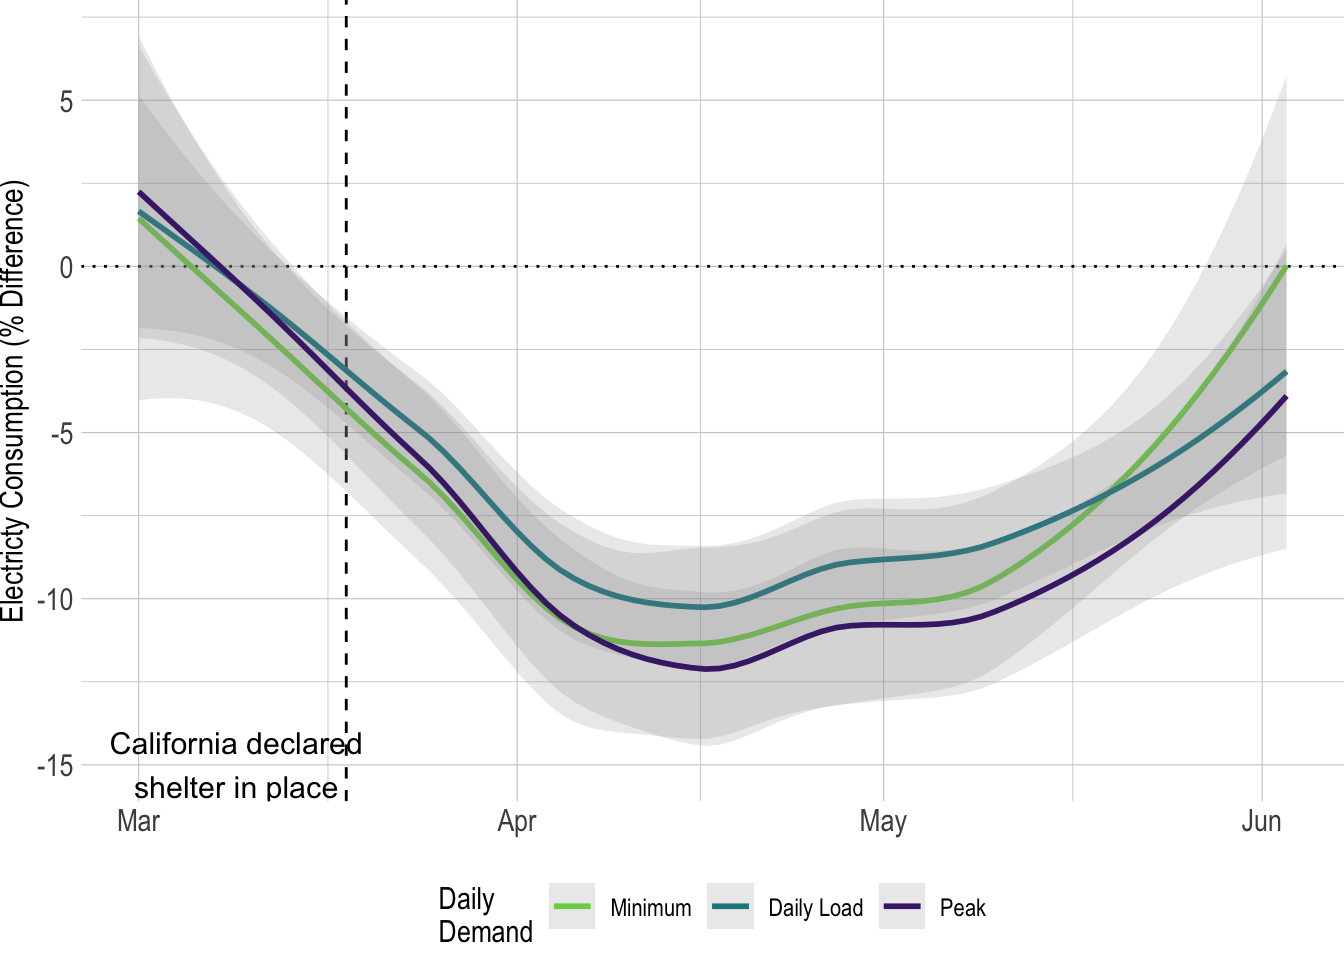 Electricty Consumption (% Difference)
5
0
-5
-10
-15
California declared
shelter in place
Mar
Apr
May
Jun
Daily
Demand
Minimum
Daily Load
Peak